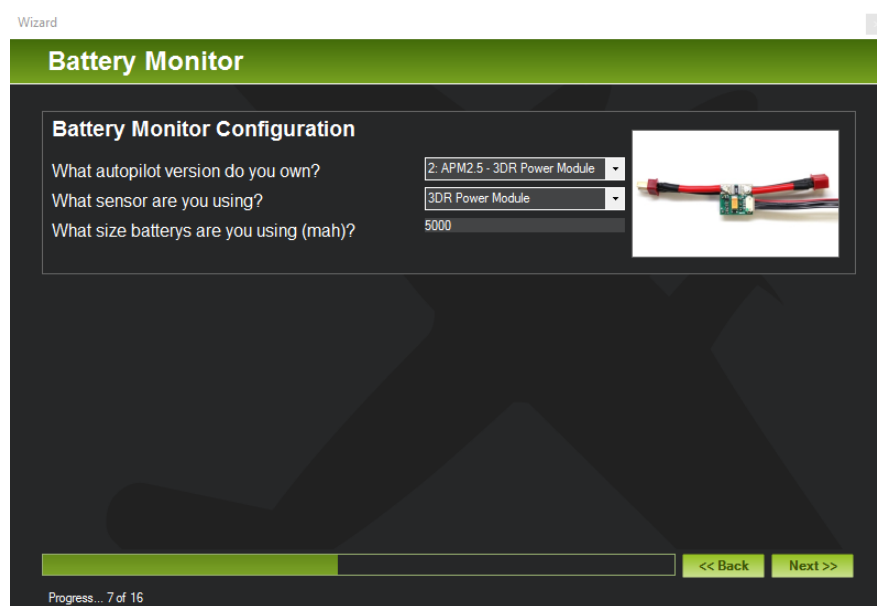 Wizard
Battery Monitor
Battery Monitor Configuration
What autopilot version do you own? 2: APM2.5 - 3DR Power Module
What sensor are you using? 3DR Power Module
What size batterys are you using (mah)? 5000
<< Back Next >>
Progress... 7 of 16